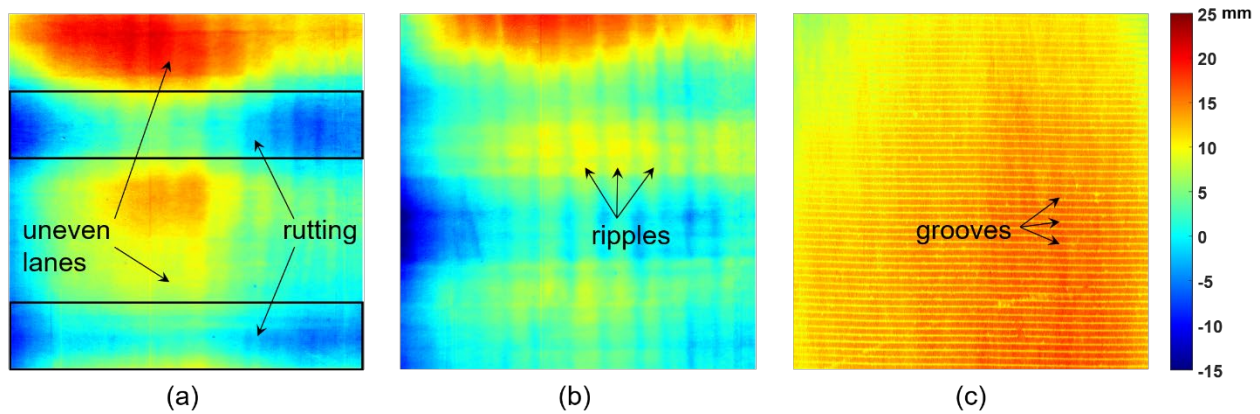 uneven
lanes
rutting
ripples
grooves
25 mm
20
15
10
5
0
-5
-10
-15
(a)
(b)
(c)